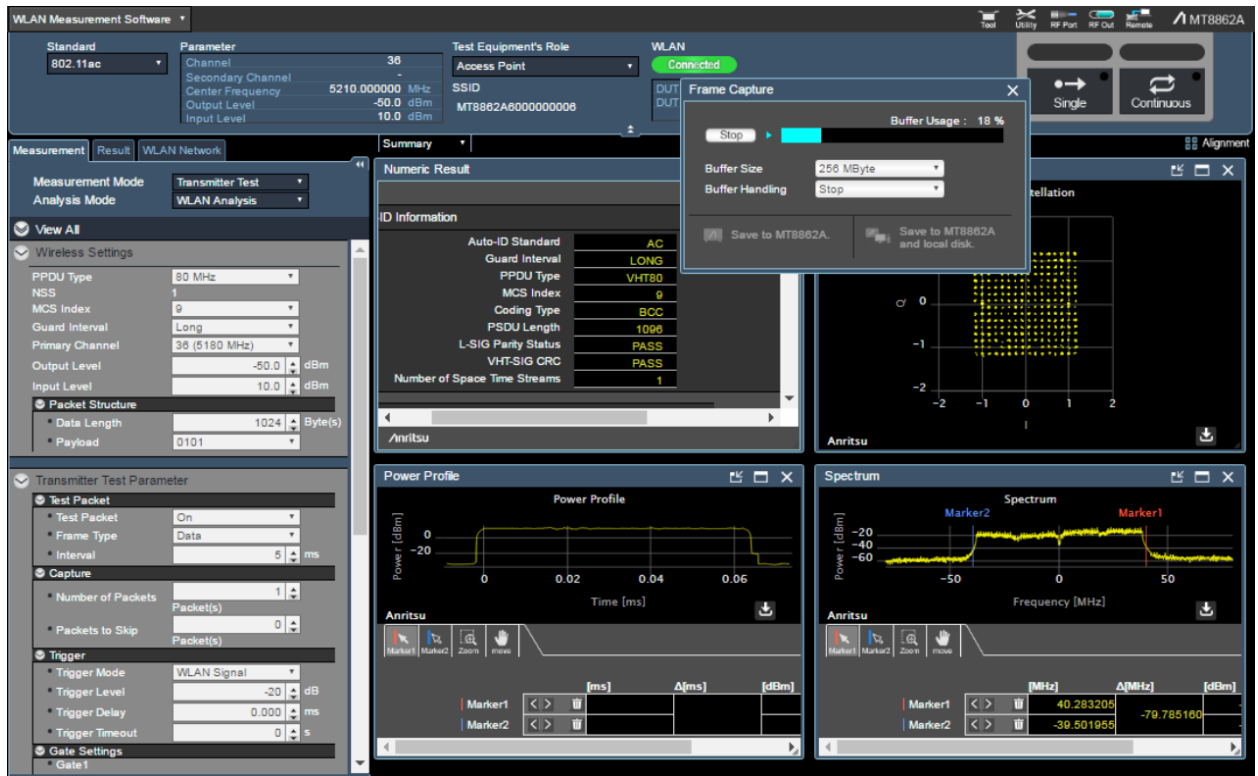 WLAN Measurement Software
Tool
Utility
RF Port
RF Out
Remote
MT8862A
Standard
802.11ac
Parameter
Channel 36
Secondary Channel -
Center Frequency 5210.000000 MHz
Output Level -50.0 dBm
Input Level 10.0 dBm
Test Equipment's Role
Access Point
SSID
MT8862A6000000006
WLAN
Connected
DUT
DUT
Single
Continuous
Frame Capture
Buffer Usage : 18 %
Stop
Buffer Size 256 MByte
Buffer Handling Stop
Save to MT8862A.
Save to MT8862A
and local disk.
Measurement Result WLAN Network
Measurement Mode Transmitter Test
Analysis Mode WLAN Analysis
View All
Wireless Settings
PPDU Type 80 MHz
NSS 1
MCS Index 9
Guard Interval Long
Primary Channel 36 (5180 MHz)
Output Level -50.0 dBm
Input Level 10.0 dBm
Packet Structure
Data Length 1024 Byte(s)
Payload 0101
Transmitter Test Parameter
Test Packet
Test Packet On
Frame Type Data
Interval 5 ms
Capture
Number of Packets 1
Packet(s)
Packets to Skip 0
Packet(s)
Trigger
Trigger Mode WLAN Signal
Trigger Level -20 dB
Trigger Delay 0.000 ms
Trigger Timeout 0 s
Gate Settings
Gate1
Summary
Alignment
Numeric Result
ID Information
Auto-ID Standard AC
Guard Interval LONG
PPDU Type VHT80
MCS Index 9
Coding Type BCC
PSDU Length 1096
L-SIG Parity Status PASS
VHT-SIG CRC PASS
Number of Space Time Streams 1
Anritsu
tellation
Q
0
-1
-2
-2 -1 0 1 2
I
Anritsu
Power Profile
Power Profile
Power [dBm]
0
-20
0 0.02 0.04 0.06
Time [ms]
Anritsu
Marker1 Marker2 Zoom move
[ms] Δ[ms] [dBm]
Marker1
Marker2
Spectrum
Spectrum
Marker2 Marker1
Power [dBm]
-20
-40
-60
-50 0 50
Frequency [MHz]
Anritsu
Marker1 Marker2 Zoom move
[MHz] Δ[MHz] [dBm]
Marker1 40.283205
-79.785160
Marker2 -39.501955